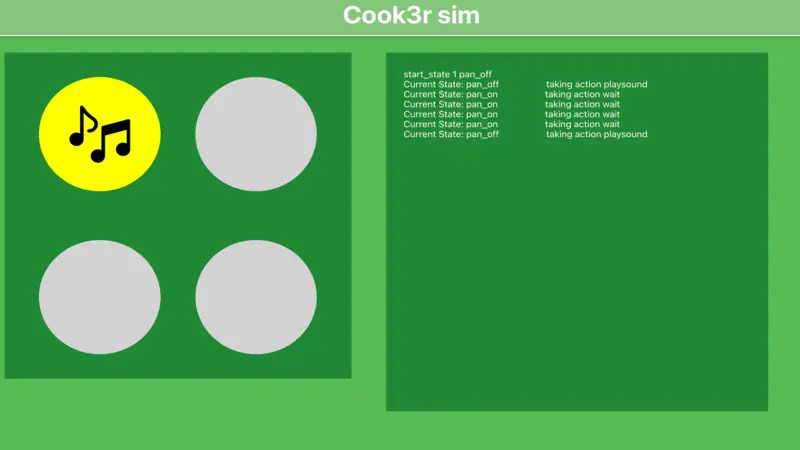 Cook3r sim
start_state 1 pan_off
Current State: pan_off taking action playsound
Current State: pan_on taking action wait
Current State: pan_on taking action wait
Current State: pan_on taking action wait
Current State: pan_on taking action wait
Current State: pan_off taking action playsound